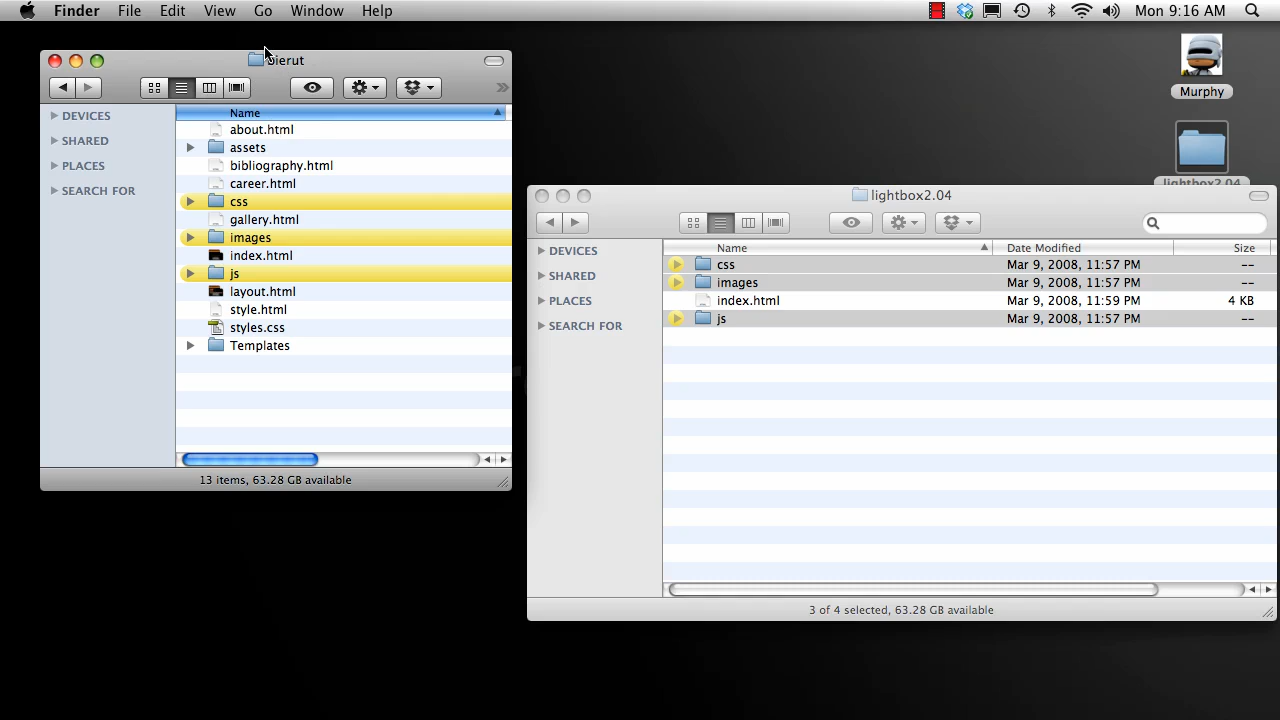 Finder File Edit View Go Window Help Mon 9:16 AM
Murphy
lightbox2.04
bierut
DEVICES
SHARED
PLACES
SEARCH FOR
Name
about.html
assets
bibliography.html
career.html
css
gallery.html
images
index.html
js
layout.html
style.html
styles.css
Templates
13 items, 63.28 GB available
lightbox2.04
DEVICES
SHARED
PLACES
SEARCH FOR
Name Date Modified Size
css Mar 9, 2008, 11:57 PM --
images Mar 9, 2008, 11:57 PM --
index.html Mar 9, 2008, 11:59 PM 4 KB
js Mar 9, 2008, 11:57 PM --
3 of 4 selected, 63.28 GB available